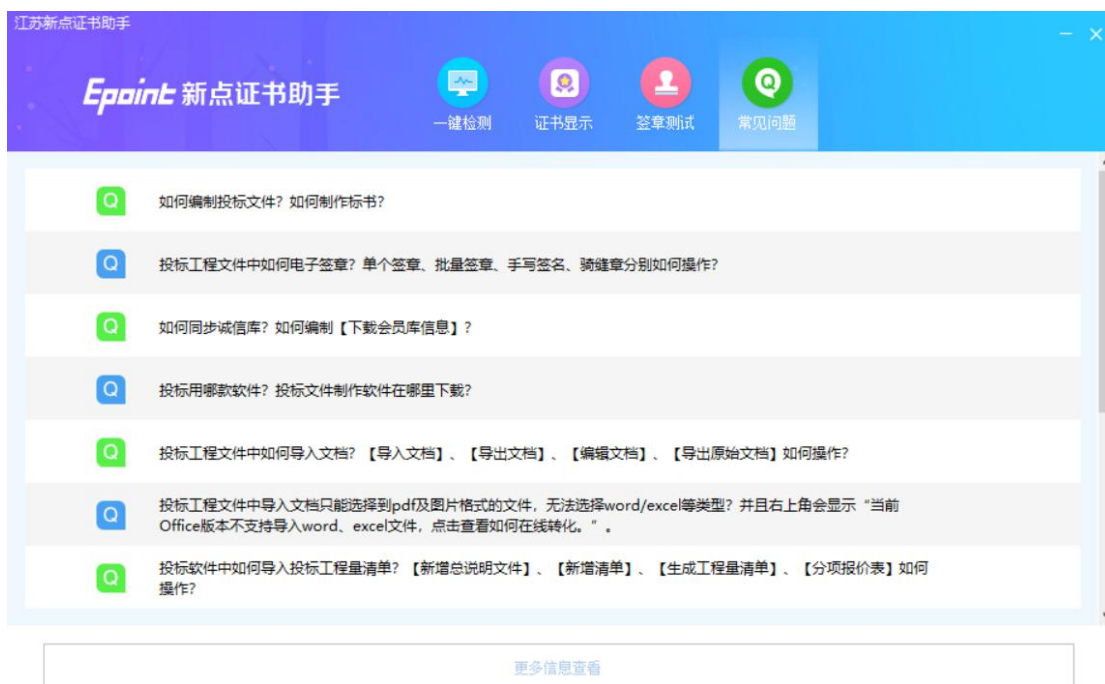 江苏新点证书助手
Epoint 新点证书助手
一键检测
证书显示
签章测试
常见问题
如何编制投标文件？如何制作标书？
投标工程文件中如何电子签章？单个签章、批量签章、手写签名、骑缝章分别如何操作？
如何同步诚信库？如何编制【下载会员库信息】？
投标用哪款软件？投标文件制作软件在哪里下载？
投标工程文件中如何导入文档？【导入文档】、【导出文档】、【编辑文档】、【导出原始文档】如何操作？
投标工程文件中导入文档只能选择到pdf及图片格式的文件，无法选择word/excel等类型？并且右上角会显示“当前
Office版本不支持导入word、excel文件，点击查看如何在线转化。”。
投标软件中如何导入投标工程量清单？【新增总说明文件】、【新增清单】、【生成工程量清单】、【分项报价表】如何
操作？
更多信息查看